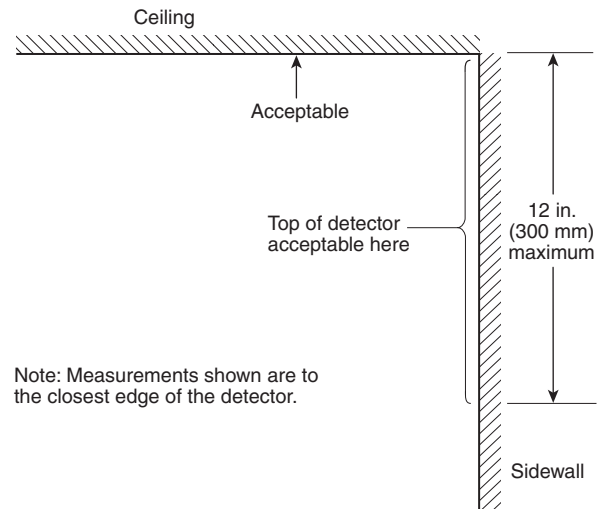 Ceiling
Acceptable
Top of detector
acceptable here
12 in.
(300 mm)
maximum
Note: Measurements shown are to
the closest edge of the detector.
Sidewall